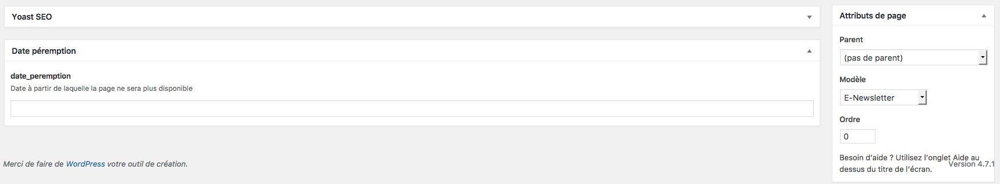 Yoast SEO
Date péremption
date_peremption
Date à partir de laquelle la page ne sera plus disponible
Merci de faire de WordPress votre outil de création.
Attributs de page
Parent
(pas de parent)
Modèle
E-Newsletter
Ordre
0
Besoin d’aide ? Utilisez l’onglet Aide au
dessus du titre de l’écran.
Version 4.7.1